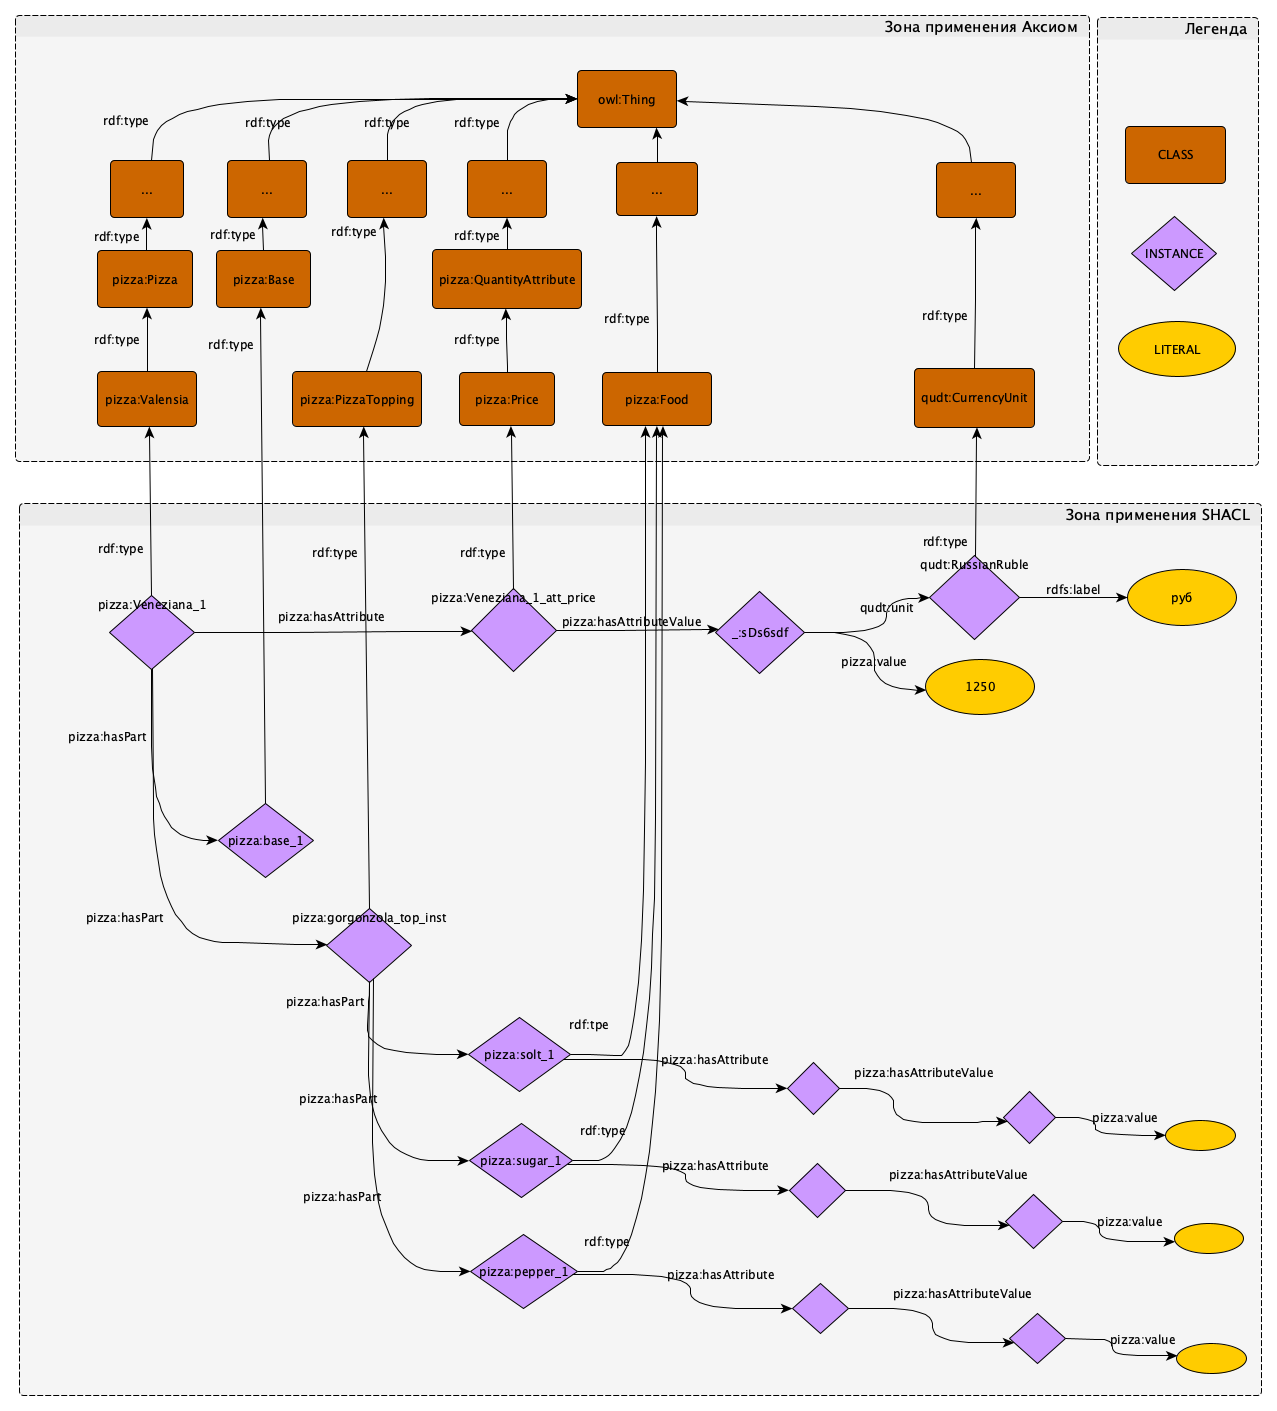 Зона применения Аксиом
Легенда
owl:Thing
rdf:type
rdf:type
rdf:type
rdf:type
CLASS
...
...
...
...
...
...
rdf:type
rdf:type
rdf:type
rdf:type
INSTANCE
pizza:Pizza
pizza:Base
pizza:QuantityAttribute
rdf:type
rdf:type
rdf:type
rdf:type
rdf:type
LITERAL
pizza:Valensia
pizza:PizzaTopping
pizza:Price
pizza:Food
qudt:CurrencyUnit
Зона применения SHACL
rdf:type
rdf:type
rdf:type
rdf:type
qudt:RussianRuble
rdfs:label
руб
pizza:Veneziana_1
pizza:hasAttribute
pizza:Veneziana_1_att_price
pizza:hasAttributeValue
_:sDs6sdf
qudt:unit
pizza:value
1250
pizza:hasPart
pizza:base_1
pizza:hasPart
pizza:gorgonzola_top_inst
pizza:hasPart
rdf:tpe
pizza:solt_1
pizza:hasAttribute
pizza:hasAttributeValue
pizza:value
pizza:hasPart
rdf:type
pizza:sugar_1
pizza:hasAttribute
pizza:hasAttributeValue
pizza:value
pizza:hasPart
rdf:type
pizza:pepper_1
pizza:hasAttribute
pizza:hasAttributeValue
pizza:value